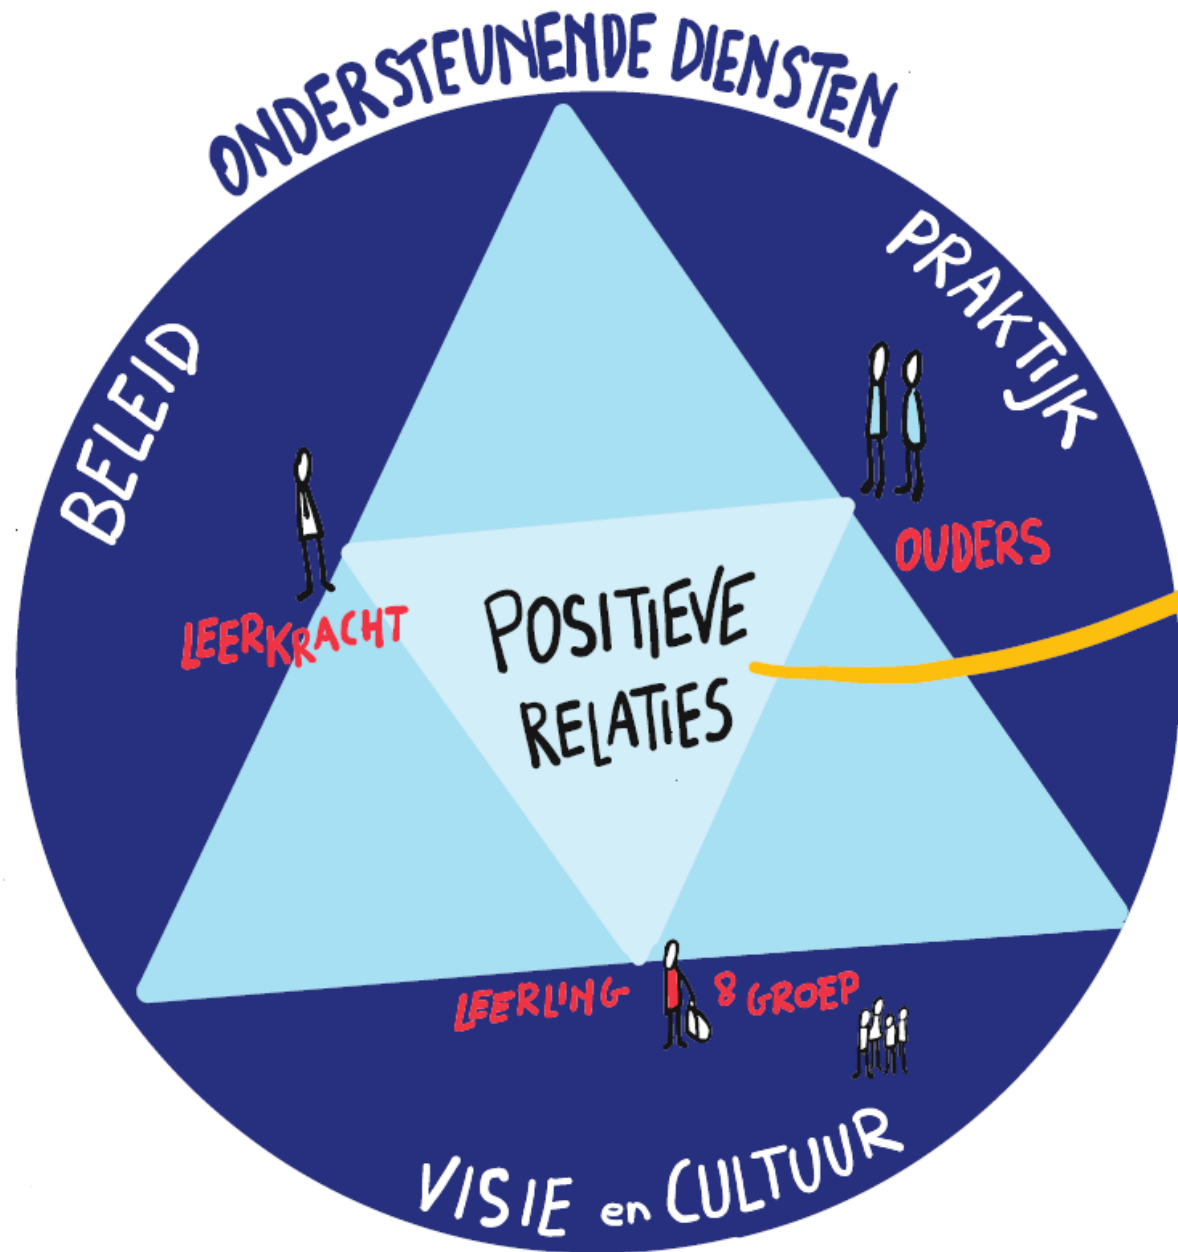 ONDERSTEUNENDE DIENSTEN
PRAKTIJK
BELEID
OUDERS
LEERKRACHT
POSITIEVE
RELATIES
LEERLING & GROEP
VISIE en CULTUUR